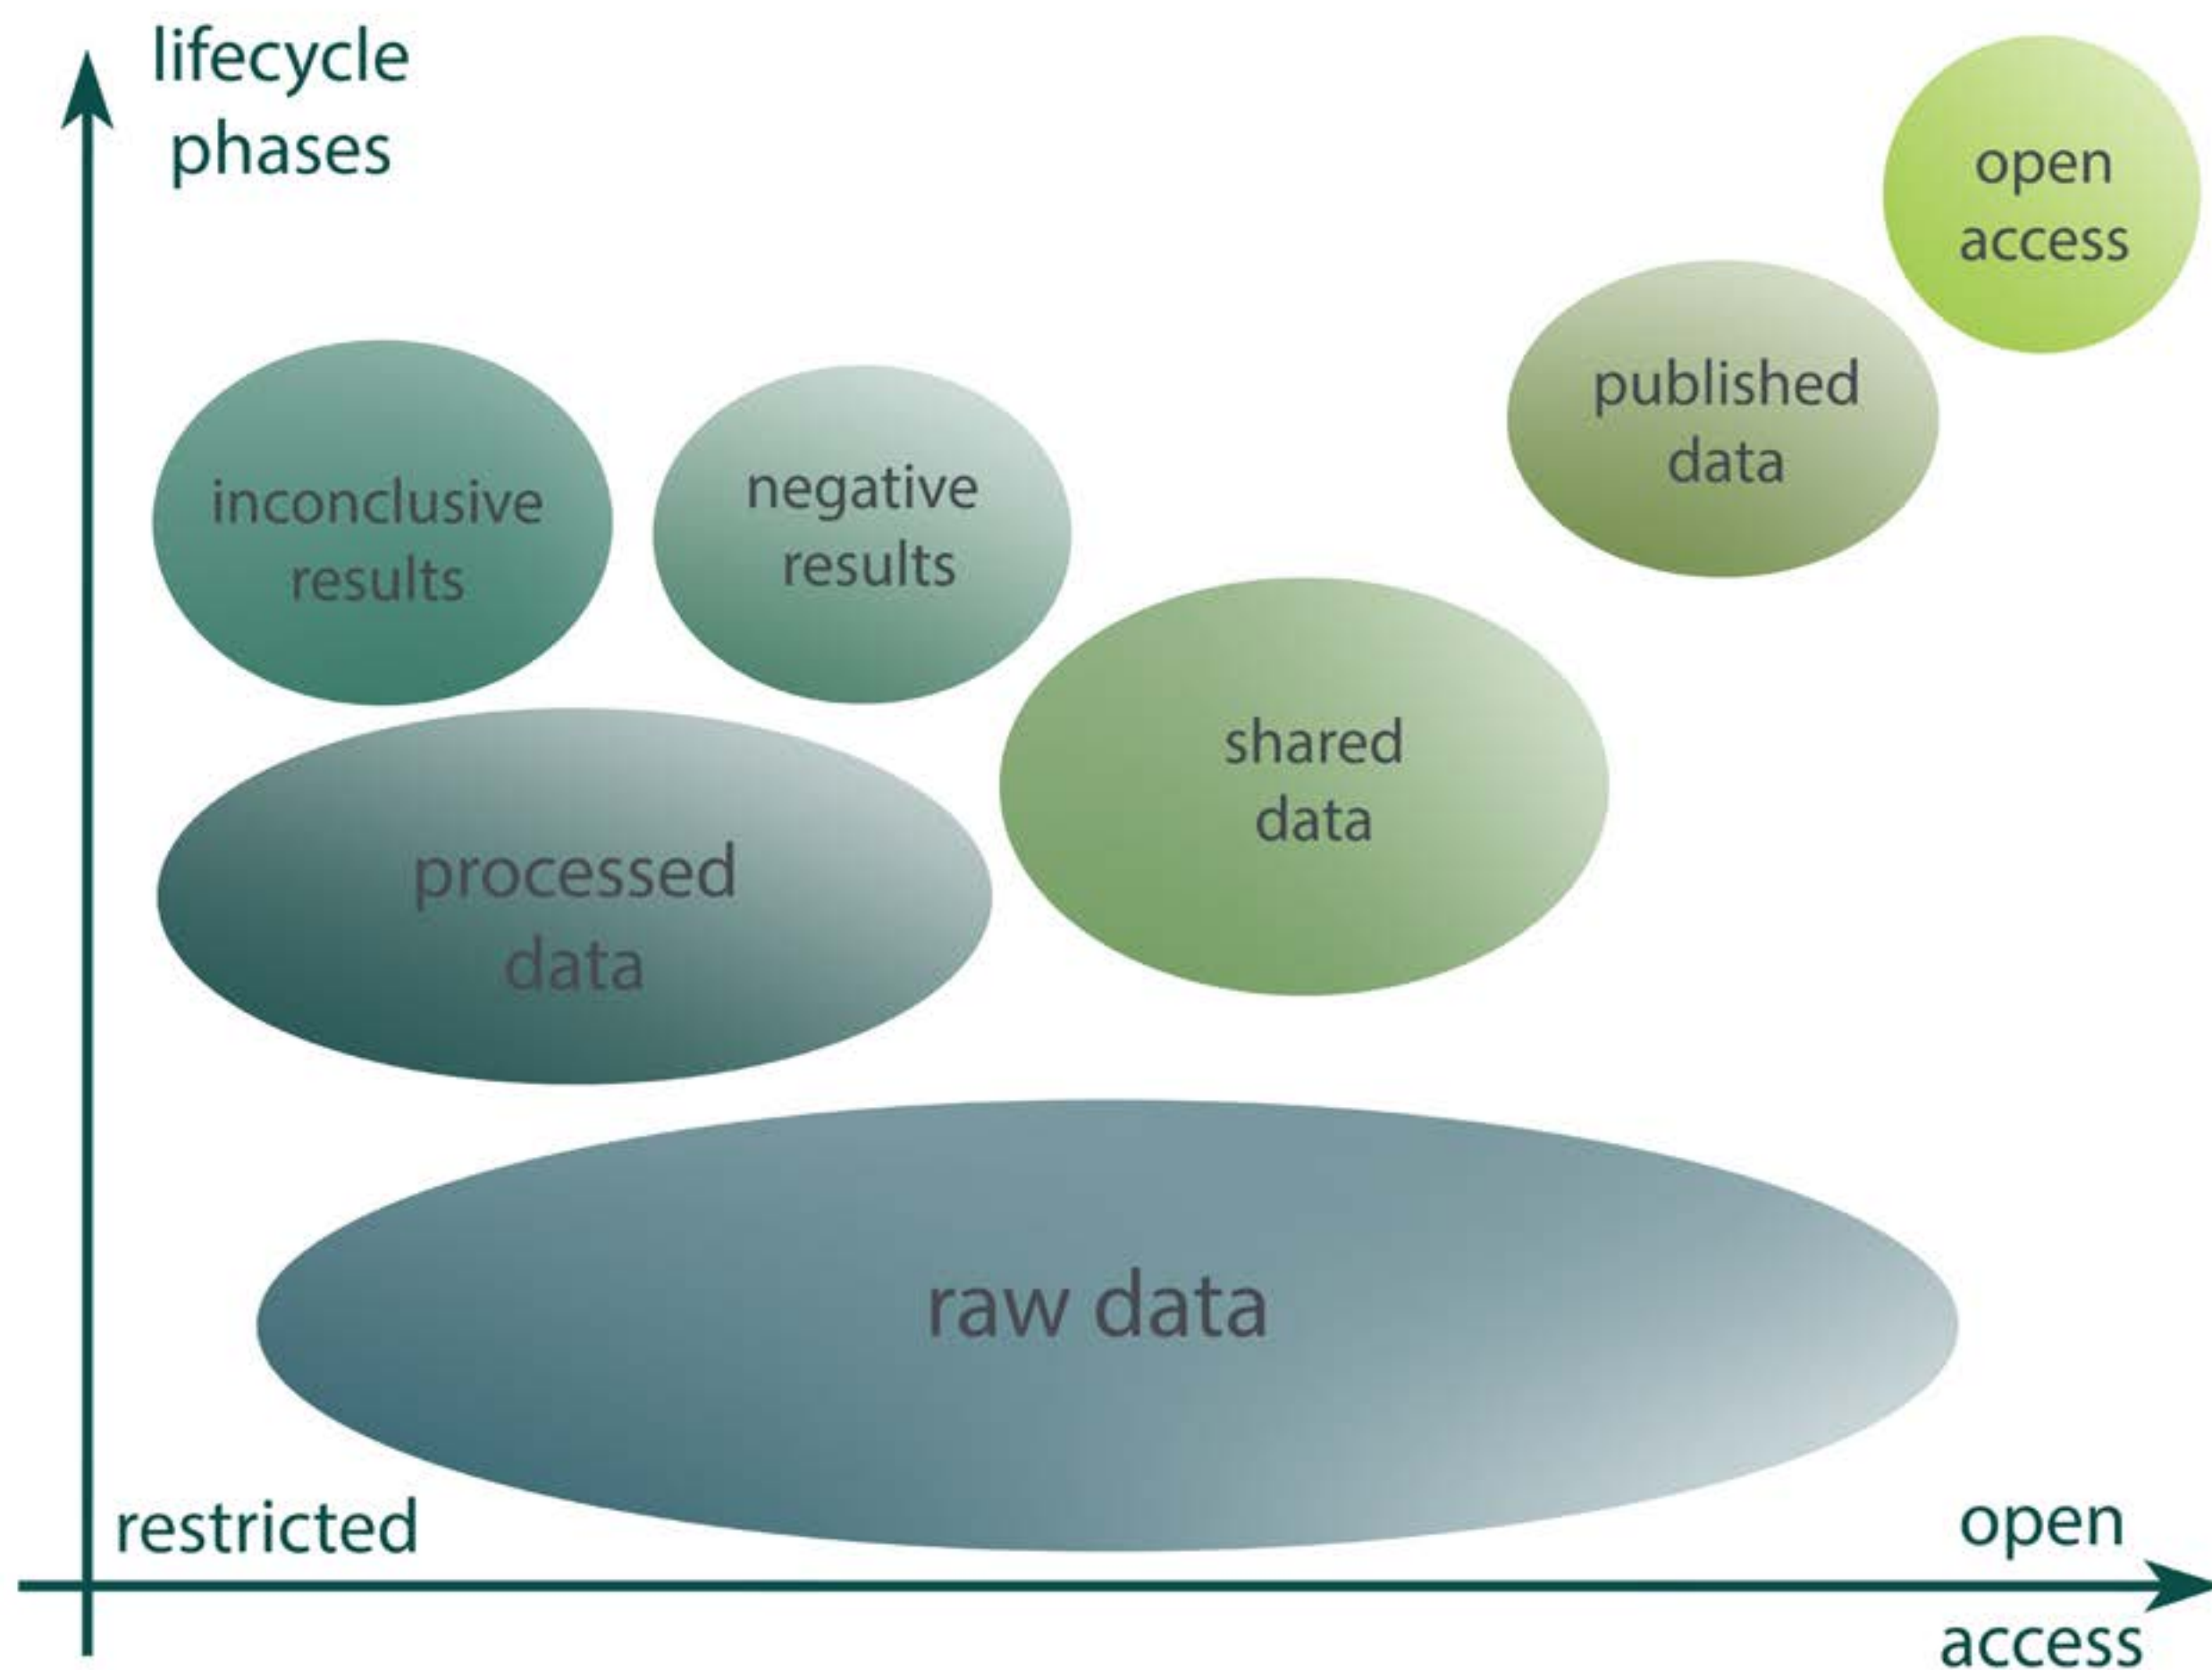 lifecycle
phases
open
access
published
data
inconclusive
results
negative
results
shared
data
processed
data
raw data
restricted
open
access